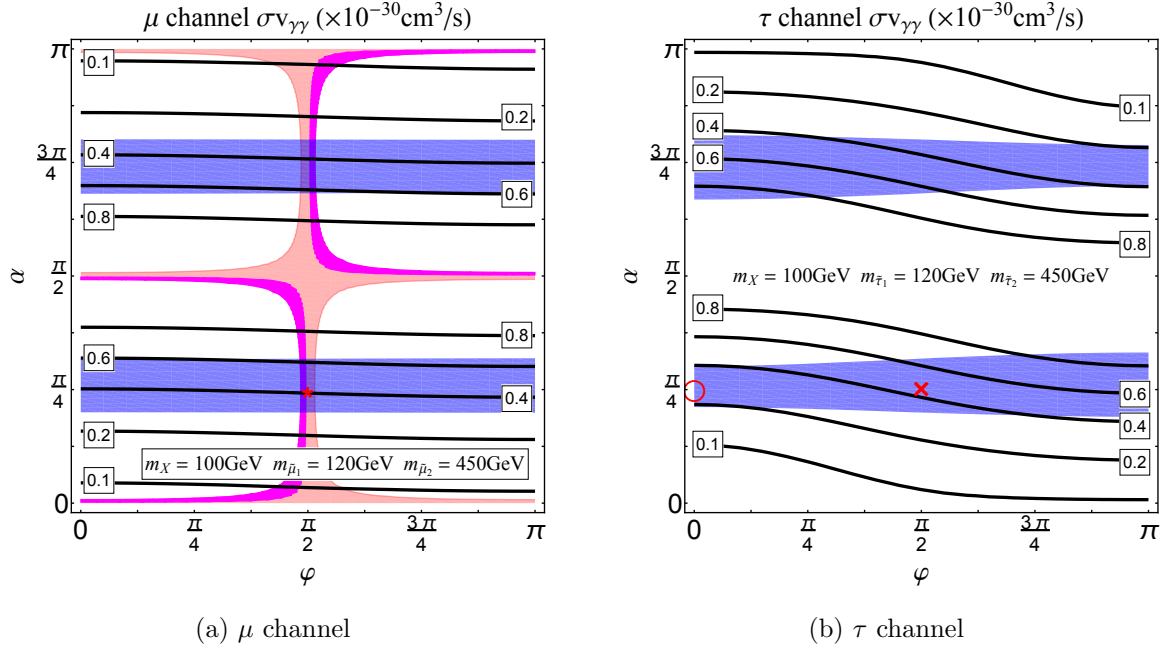 μ channel σv_γγ (×10^−30 cm^3/s)
π
3π/4
π/2
π/4
0
α
0.1
0.2
0.4
0.6
0.8
0.8
0.6
0.4
0.2
0.1
m_X = 100GeV m_μ̃1 = 120GeV m_μ̃2 = 450GeV
0
π/4
π/2
3π/4
π
φ
(a) μ channel
τ channel σv_γγ (×10^−30 cm^3/s)
π
3π/4
π/2
π/4
0
α
0.1
0.2
0.4
0.6
0.8
m_X = 100GeV m_τ̃1 = 120GeV m_τ̃2 = 450GeV
0.8
0.6
0.4
0.2
0.1
0
π/4
π/2
3π/4
π
φ
(b) τ channel